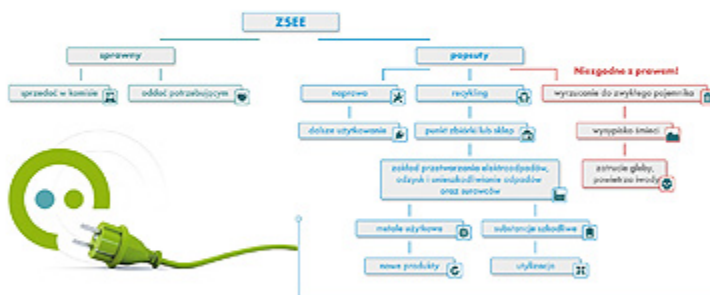 ZSEE
sprawny
popsuty
Niezgodne z prawem!
sprzedać w komisie
oddać potrzebującym
naprawa
recykling
wyrzucanie do zwykłego pojemnika
dalsze użytkowanie
punkt zbiórki lub sklep
wysypisko śmieci
zakład przetwarzania elektroodpadów,
odzysk i unieszkodliwianie odpadów
oraz surowców
zatrucie gleby,
powietrza i wody
metale użytkowe
substancje szkodliwe
nowe produkty
utylizacja